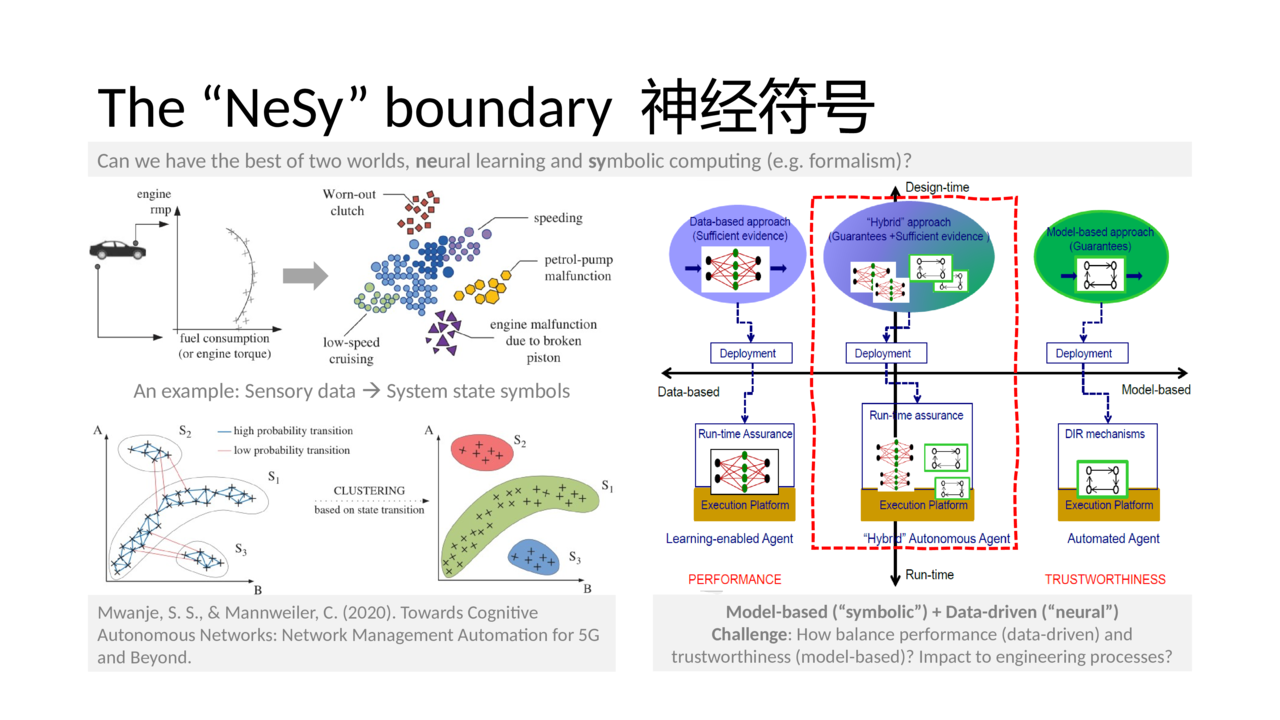 The “NeSy” boundary 神经符号
Can we have the best of two worlds, neural learning and symbolic computing (e.g. formalism)?
engine
rmp
fuel consumption
(or engine torque)
Worn-out
clutch
speeding
petrol-pump
malfunction
engine malfunction
due to broken
piston
low-speed
cruising
An example: Sensory data → System state symbols
A
S2
high probability transition
low probability transition
S1
S3
B
CLUSTERING
based on state transition
A
S2
S1
S3
B
Mwanje, S. S., & Mannweiler, C. (2020). Towards Cognitive
Autonomous Networks: Network Management Automation for 5G
and Beyond.
Design-time
Data-based approach
(Sufficient evidence)
“Hybrid” approach
(Guarantees +Sufficient evidence )
Model-based approach
(Guarantees)
Deployment
Deployment
Deployment
Data-based
Model-based
Run-time Assurance
Run-time assurance
DIR mechanisms
Execution Platform
Execution Platform
Execution Platform
Learning-enabled Agent
“Hybrid” Autonomous Agent
Automated Agent
PERFORMANCE
Run-time
TRUSTWORTHINESS
Model-based (“symbolic”) + Data-driven (“neural”)
Challenge: How balance performance (data-driven) and
trustworthiness (model-based)? Impact to engineering processes?